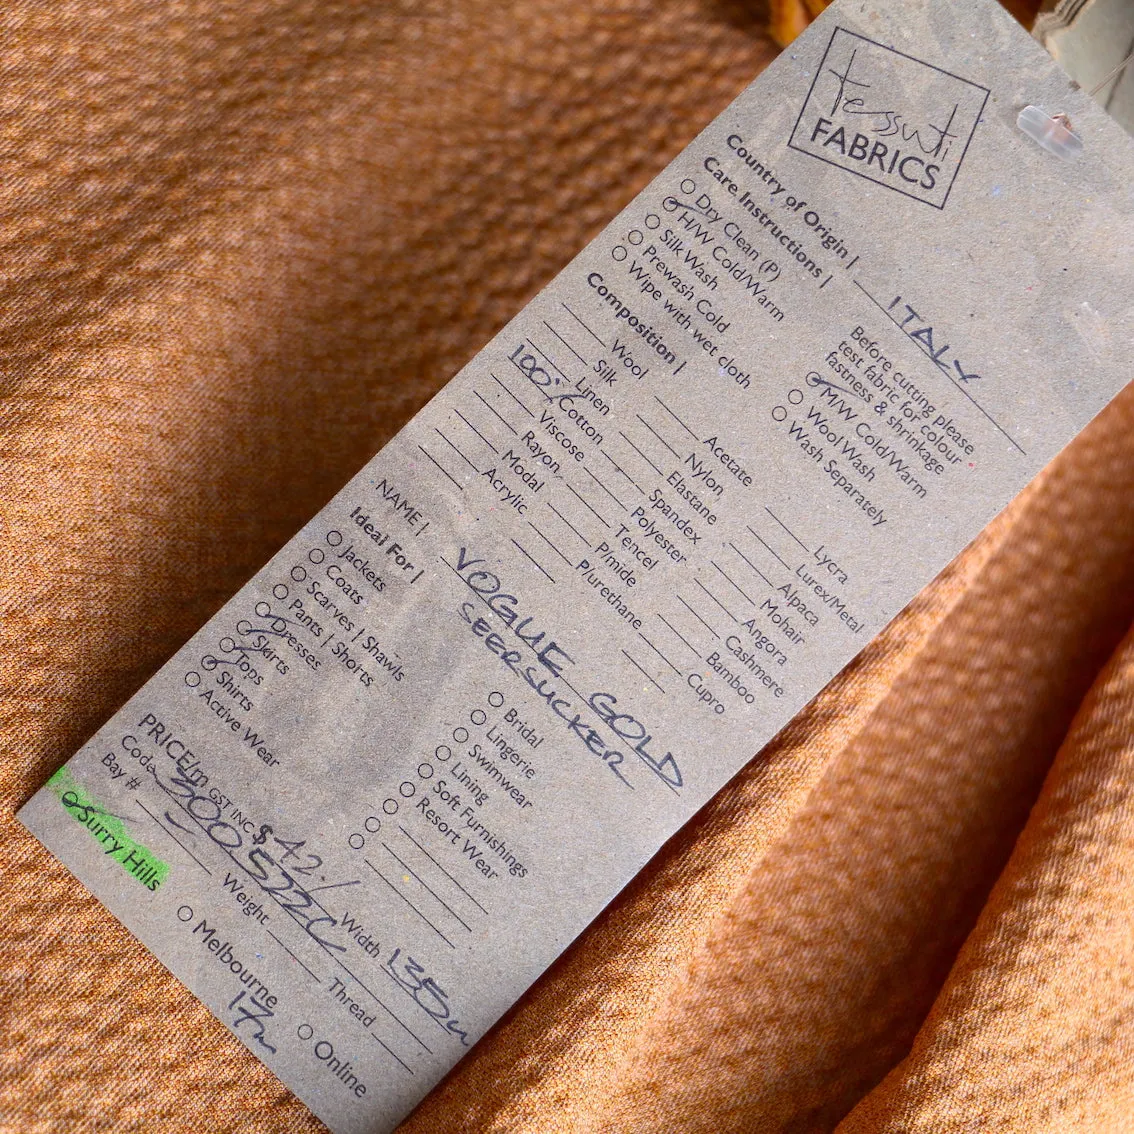 tessuti
FABRICS
Country of Origin | ITALY
Care Instructions |
Dry Clean (P)
H/W Cold/Warm
Silk Wash
Prewash Cold
Wipe with wet cloth
Before cutting please
test fabric for colour
fastness & shrinkage
M/W Cold/Warm
Wool Wash
Wash Separately
Composition |
Wool
Silk
Linen
100% Cotton
Viscose
Rayon
Modal
Acrylic
Acetate
Nylon
Elastane
Spandex
Polyester
Tencel
P/mide
P/urethane
Lycra
Lurex/Metal
Alpaca
Mohair
Angora
Cashmere
Bamboo
Cupro
NAME | VOGUE GOLD
SEERSUCKER
Ideal For |
Jackets
Coats
Scarves | Shawls
Pants | Shorts
Dresses
Skirts
Tops
Shirts
Active Wear
Bridal
Lingerie
Swimwear
Lining
Soft Furnishings
Resort Wear
PRICE/m GST INC $42./ Width 135
Code 300522C Thread
Bay # Weight
Surry Hills
Melbourne
Online
17m